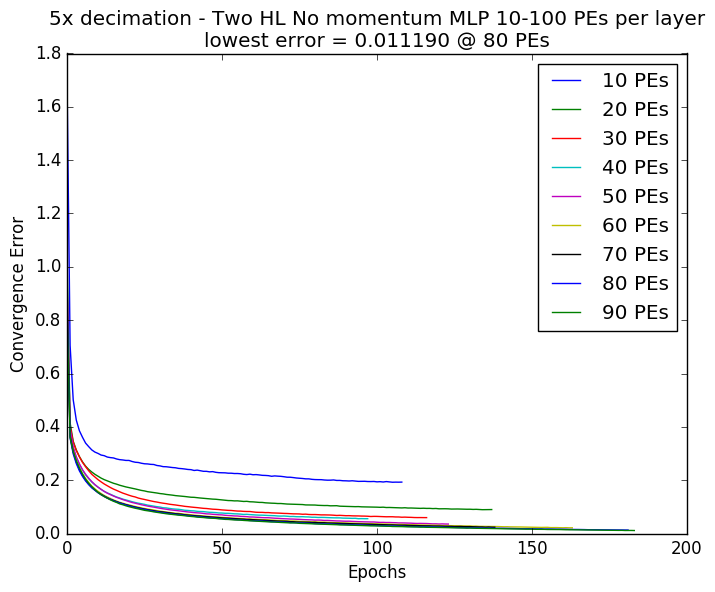 5x decimation - Two HL No momentum MLP 10-100 PEs per layer
lowest error = 0.011190 @ 80 PEs
1.8
1.6
1.4
1.2
1.0
0.8
0.6
0.4
0.2
0.0
Convergence Error
10 PEs
20 PEs
30 PEs
40 PEs
50 PEs
60 PEs
70 PEs
80 PEs
90 PEs
0 50 100 150 200
Epochs